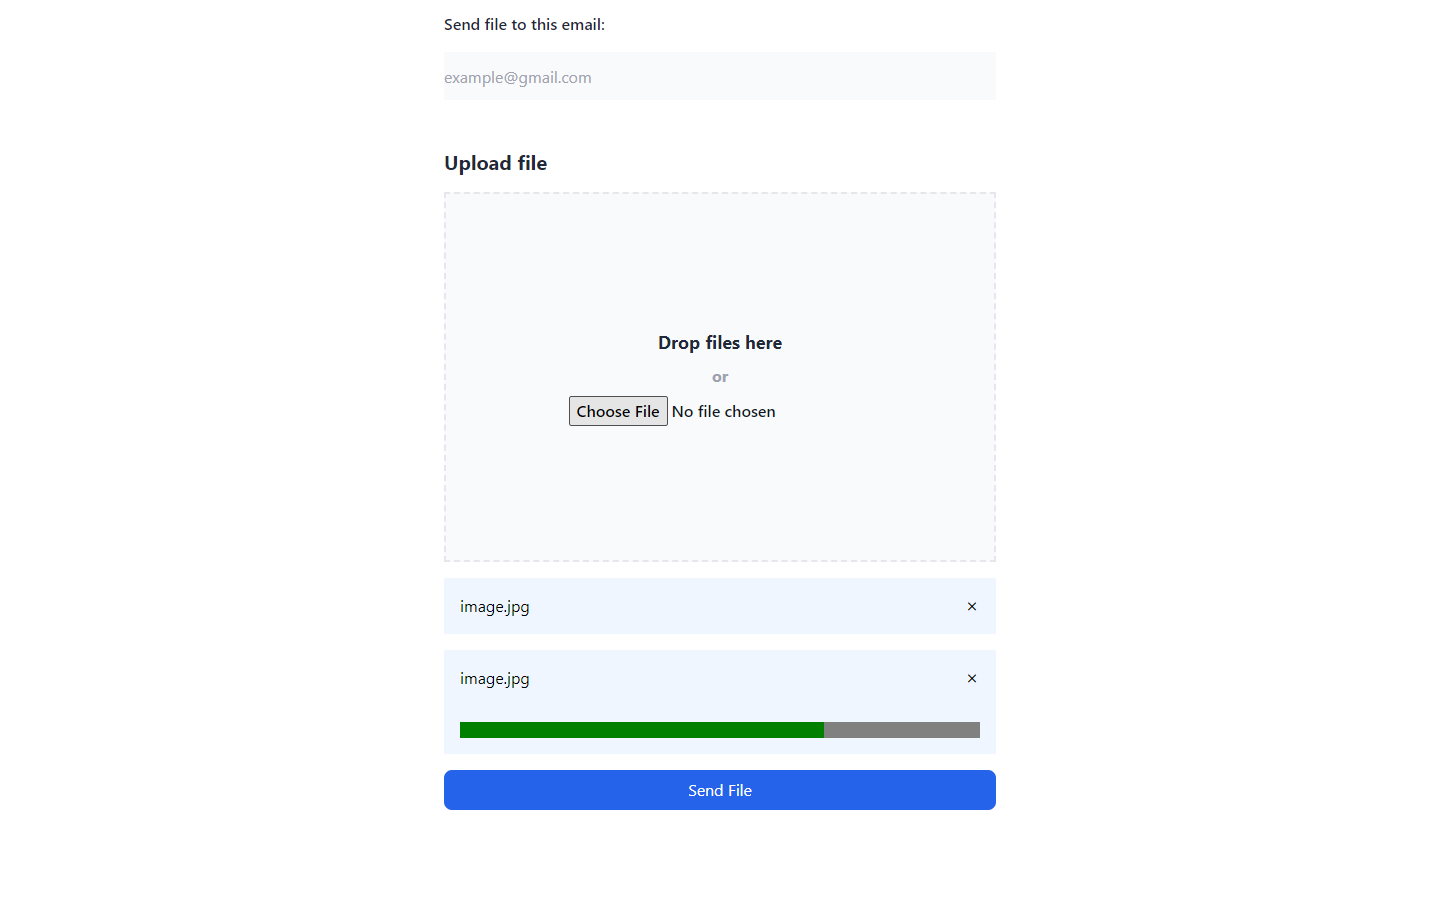 Send file to this email:
example@gmail.com
Upload file
Drop files here
or
Choose File No file chosen
image.jpg ×
image.jpg ×
Send File